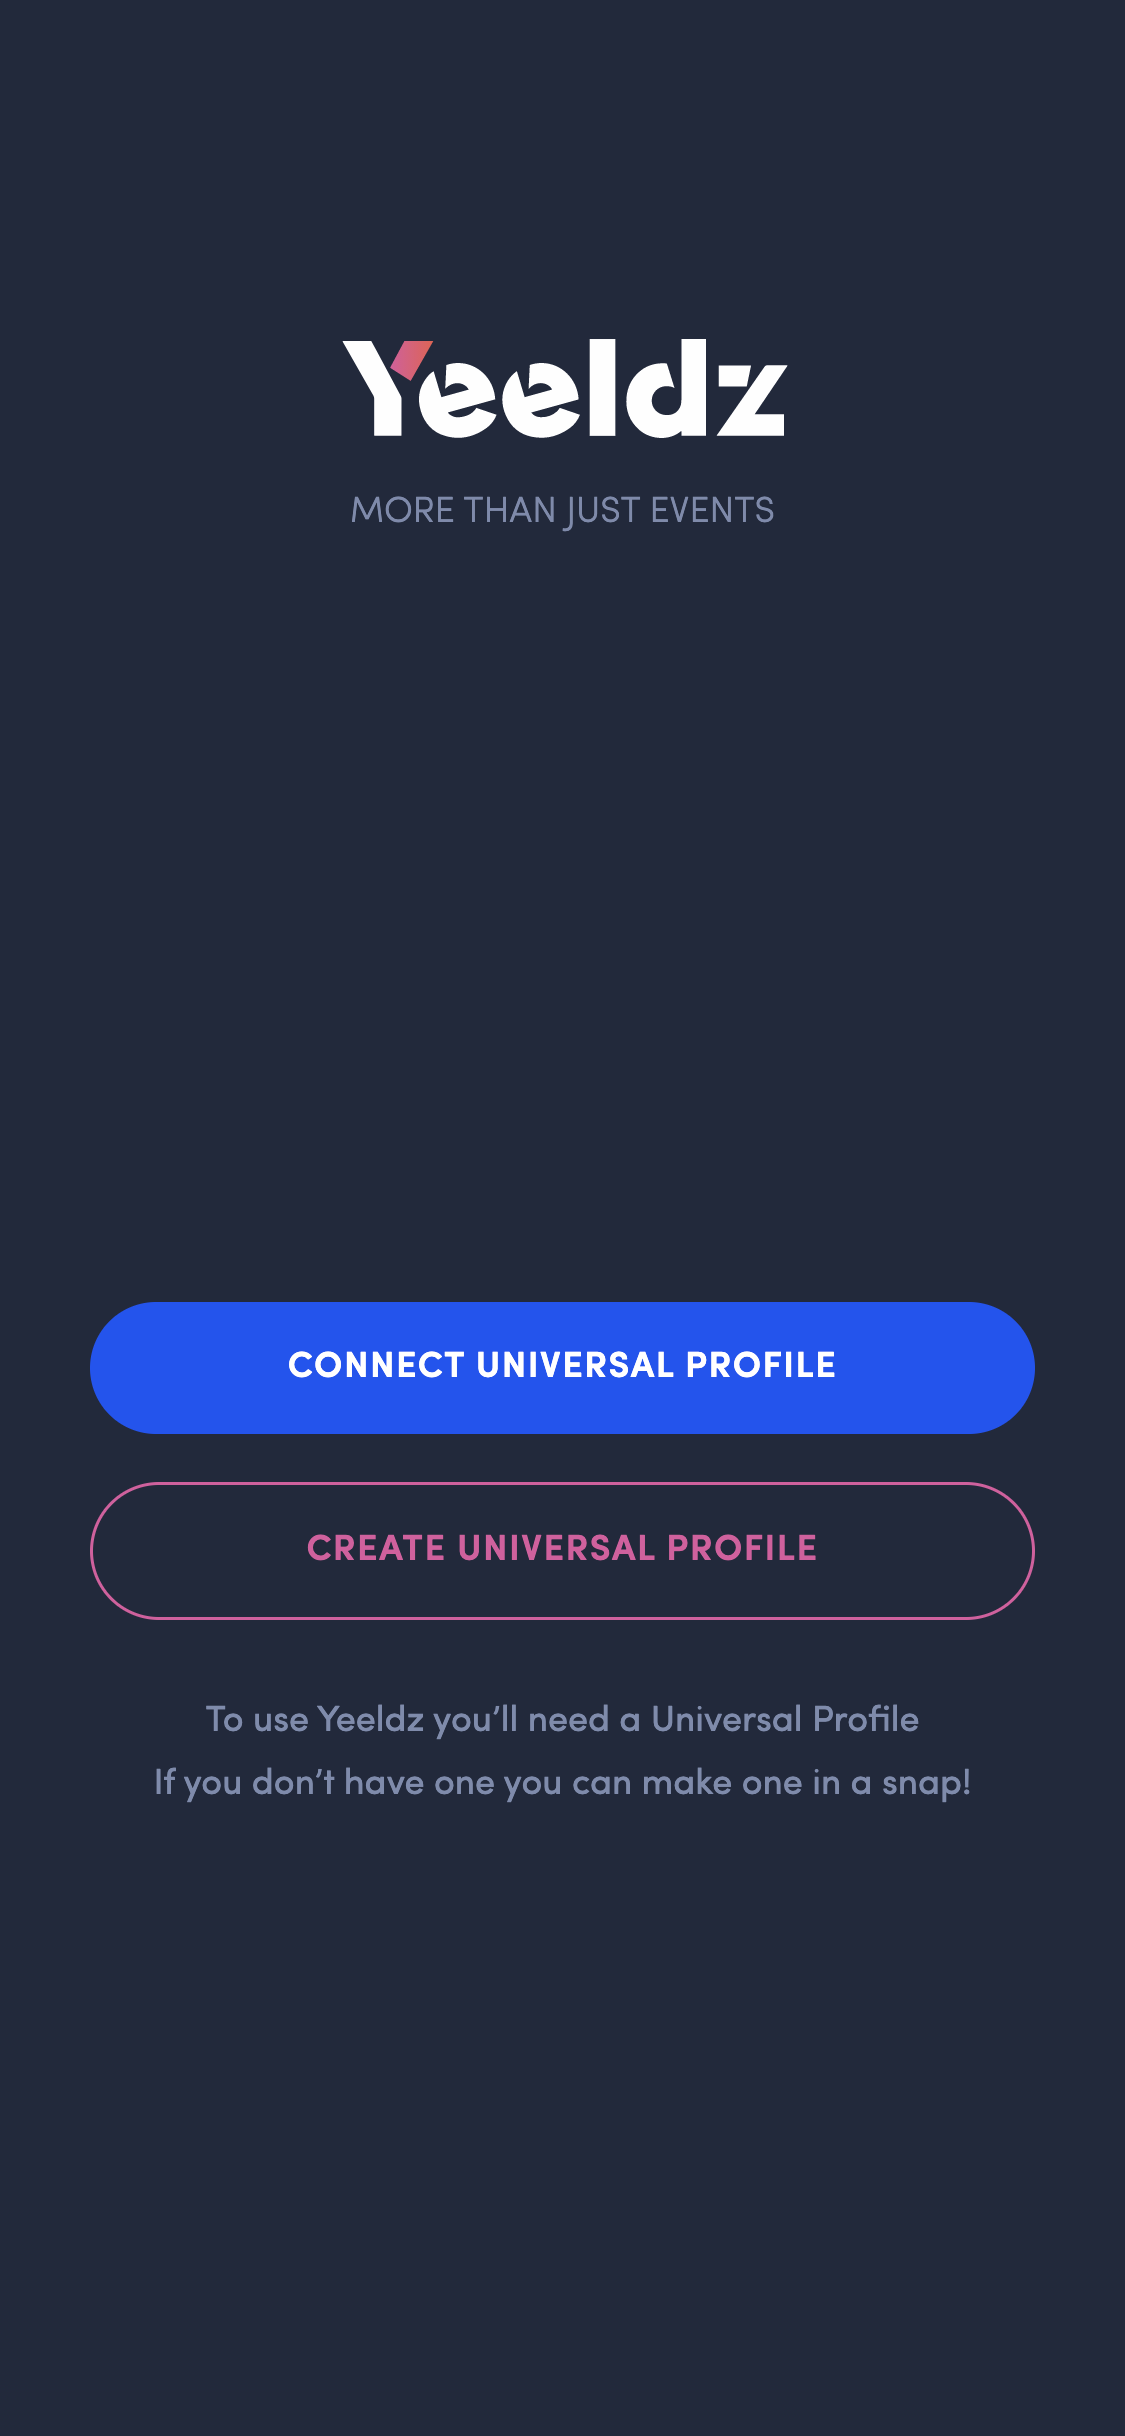 Yeeldz
MORE THAN JUST EVENTS
CONNECT UNIVERSAL PROFILE
CREATE UNIVERSAL PROFILE
To use Yeeldz you’ll need a Universal Profile
If you don’t have one you can make one in a snap!